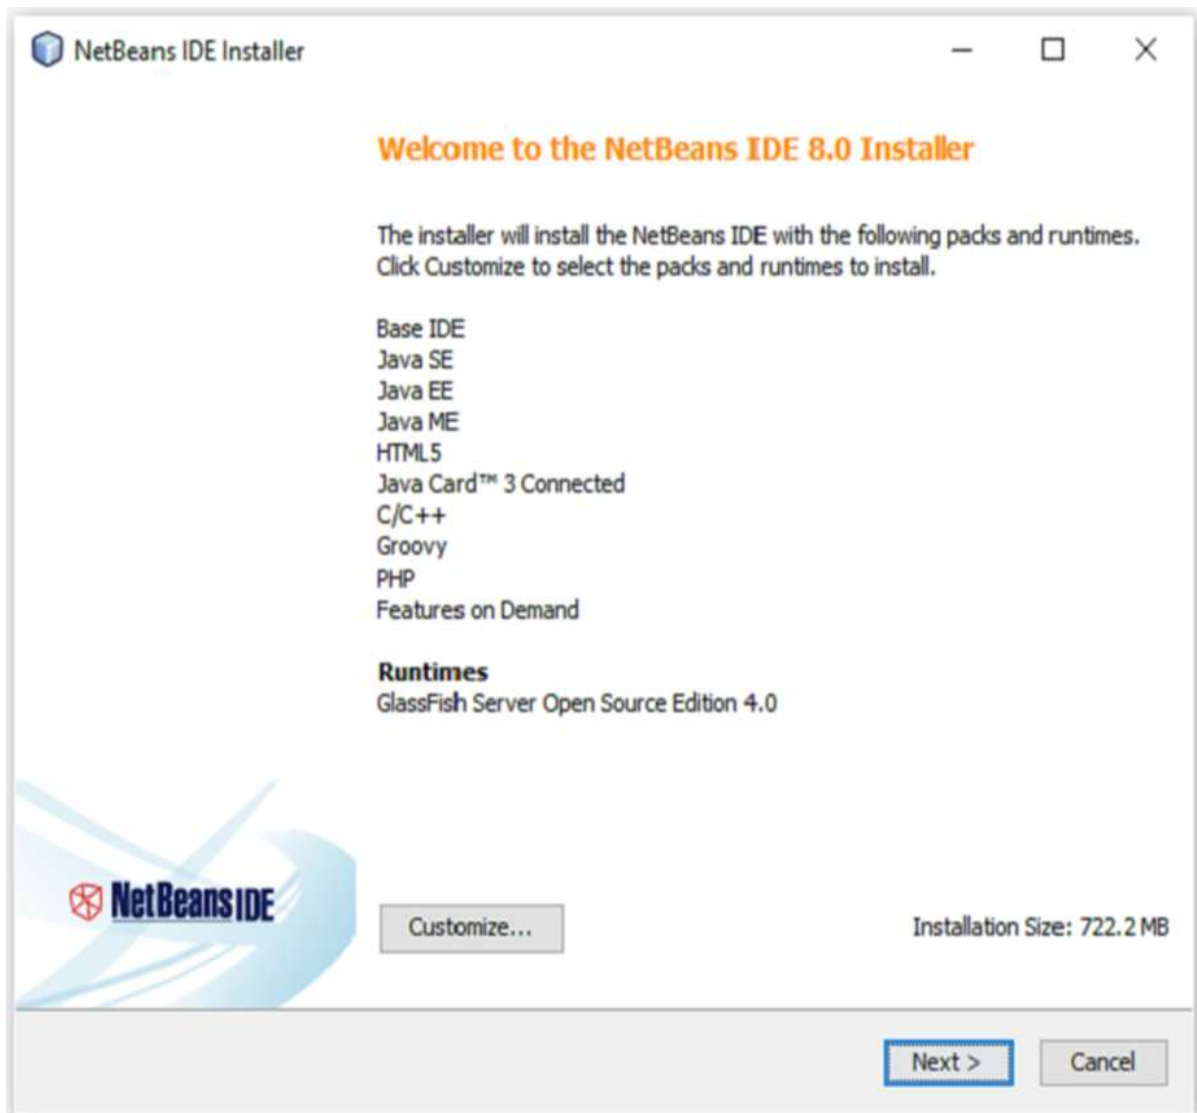 NetBeans IDE Installer
Welcome to the NetBeans IDE 8.0 Installer
The installer will install the NetBeans IDE with the following packs and runtimes.
Click Customize to select the packs and runtimes to install.
Base IDE
Java SE
Java EE
Java ME
HTML5
Java Card™ 3 Connected
C/C++
Groovy
PHP
Features on Demand
Runtimes
GlassFish Server Open Source Edition 4.0
NetBeans IDE
Customize...
Installation Size: 722.2 MB
Next >
Cancel